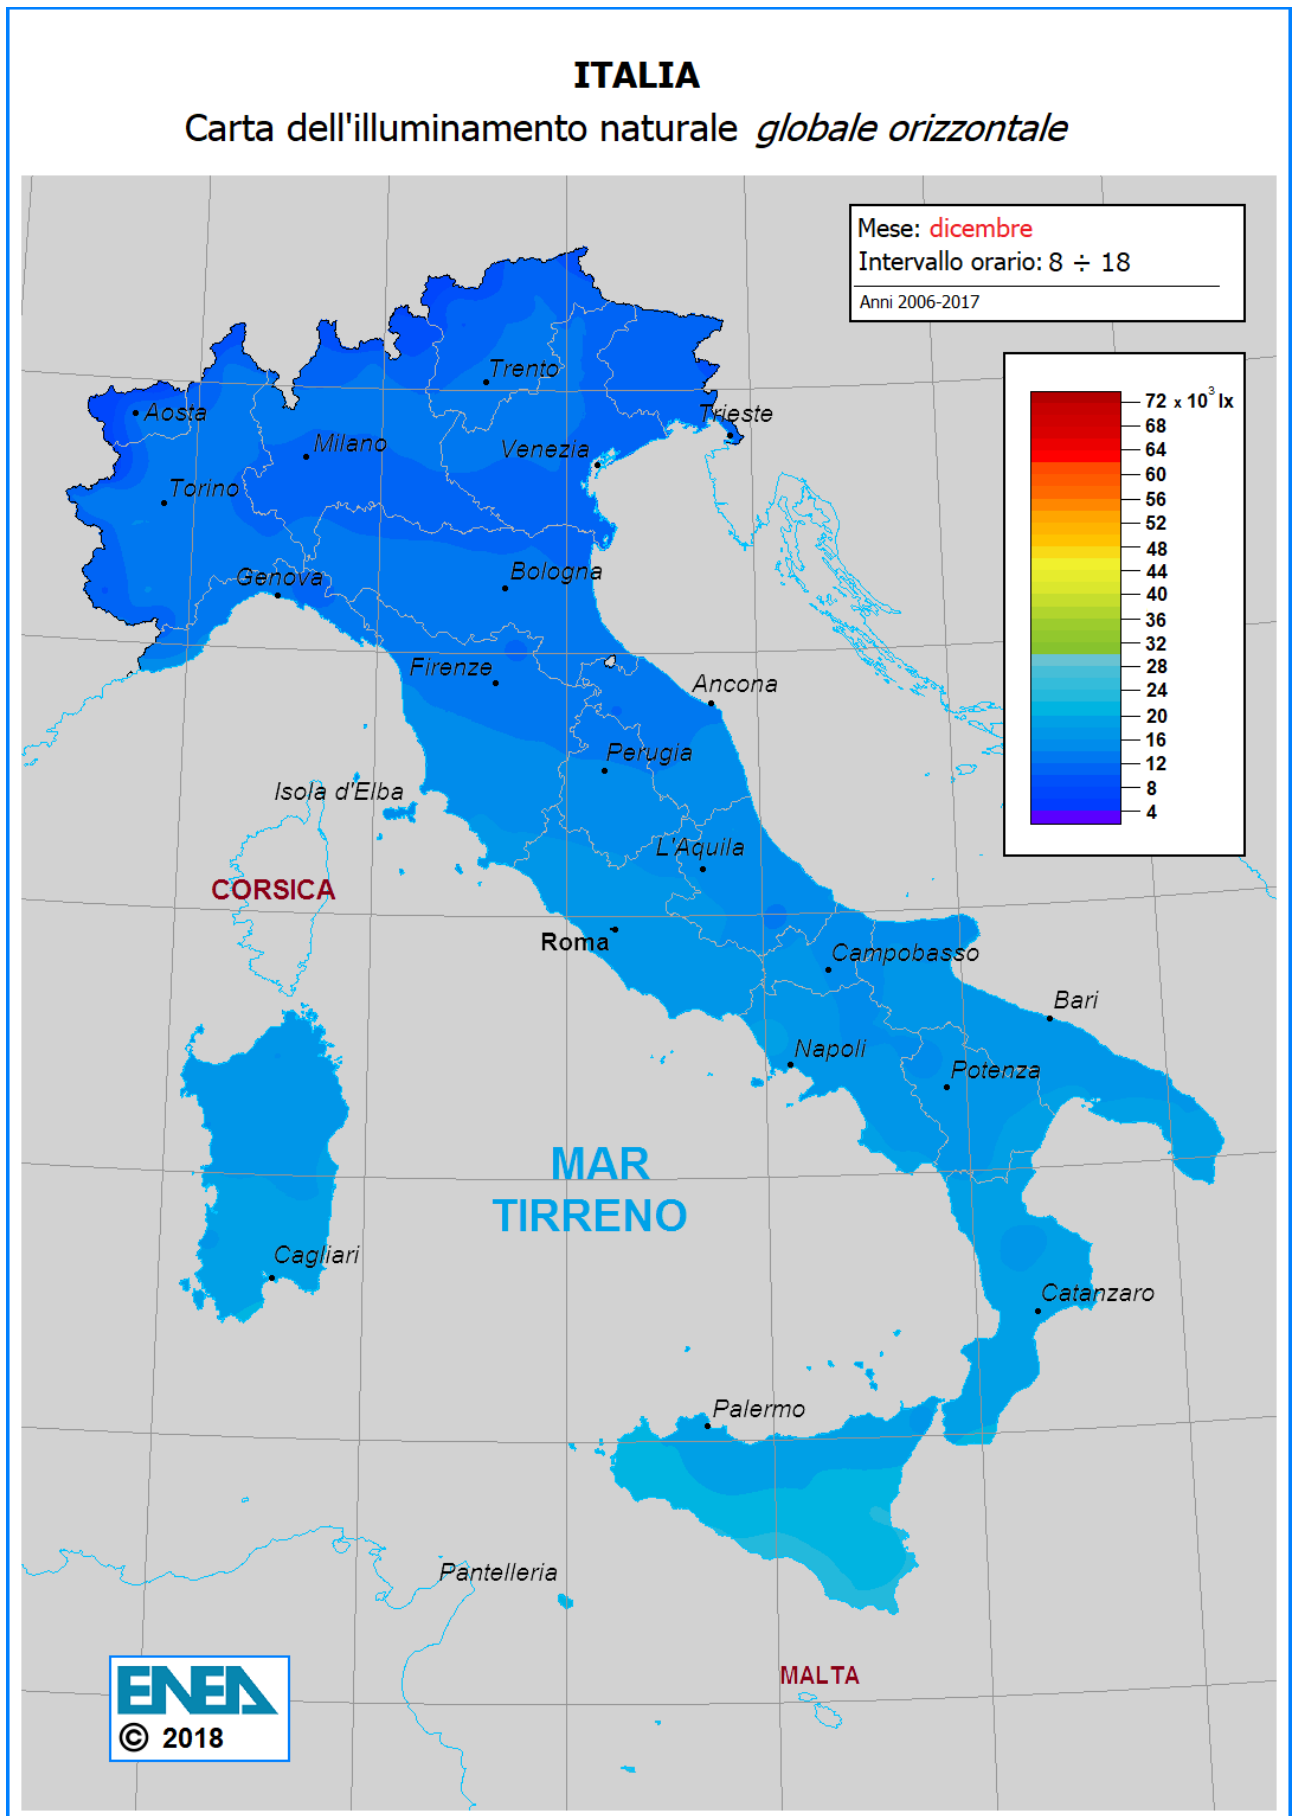 ITALIA
Carta dell'illuminamento naturale globale orizzontale
Mese: dicembre
Intervallo orario: 8 ÷ 18
Anni 2006-2017
72 x 10³ lx
68
64
60
56
52
48
44
40
36
32
28
24
20
16
12
8
4
Trento
Aosta
Trieste
Milano
Venezia
Torino
Genova
Bologna
Firenze
Ancona
Perugia
Isola d'Elba
L'Aquila
CORSICA
Roma
Campobasso
Bari
Napoli
Potenza
MAR
TIRRENO
Cagliari
Catanzaro
Palermo
Pantelleria
MALTA
ENEA
© 2018